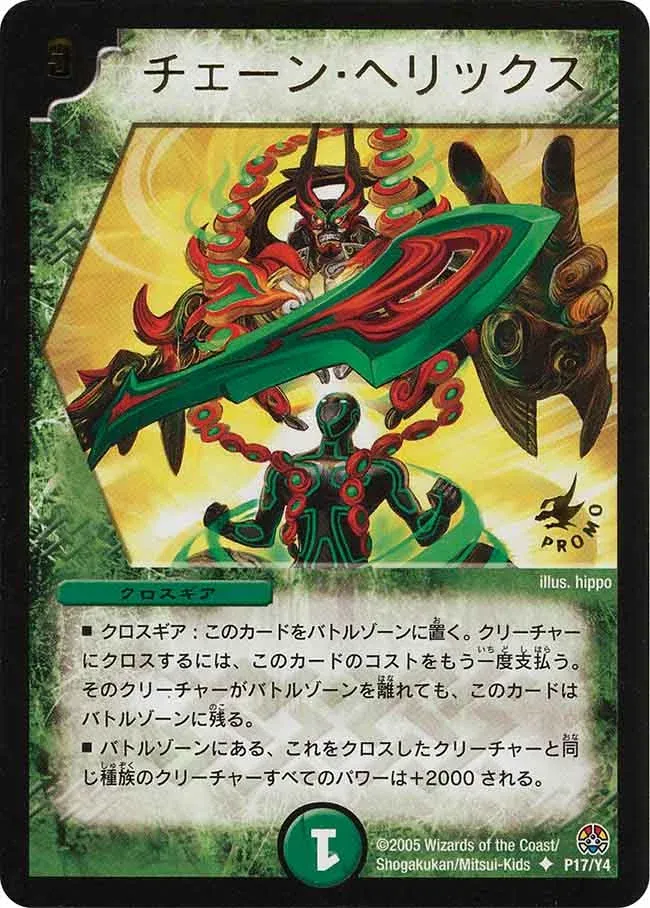 3
チェーン・ヘリックス
PROMO
illus. hippo
クロスギア
■ クロスギア：このカードをバトルゾーンに置く。クリーチャー
にクロスするには、このカードのコストをもう一度支払う。
そのクリーチャーがバトルゾーンを離れても、このカードは
バトルゾーンに残る。
■ バトルゾーンにある、これをクロスしたクリーチャーと同
じ種族のクリーチャーすべてのパワーは+2000 される。
1
©2005 Wizards of the Coast/
Shogakukan/Mitsui-Kids ♦ P17/Y4